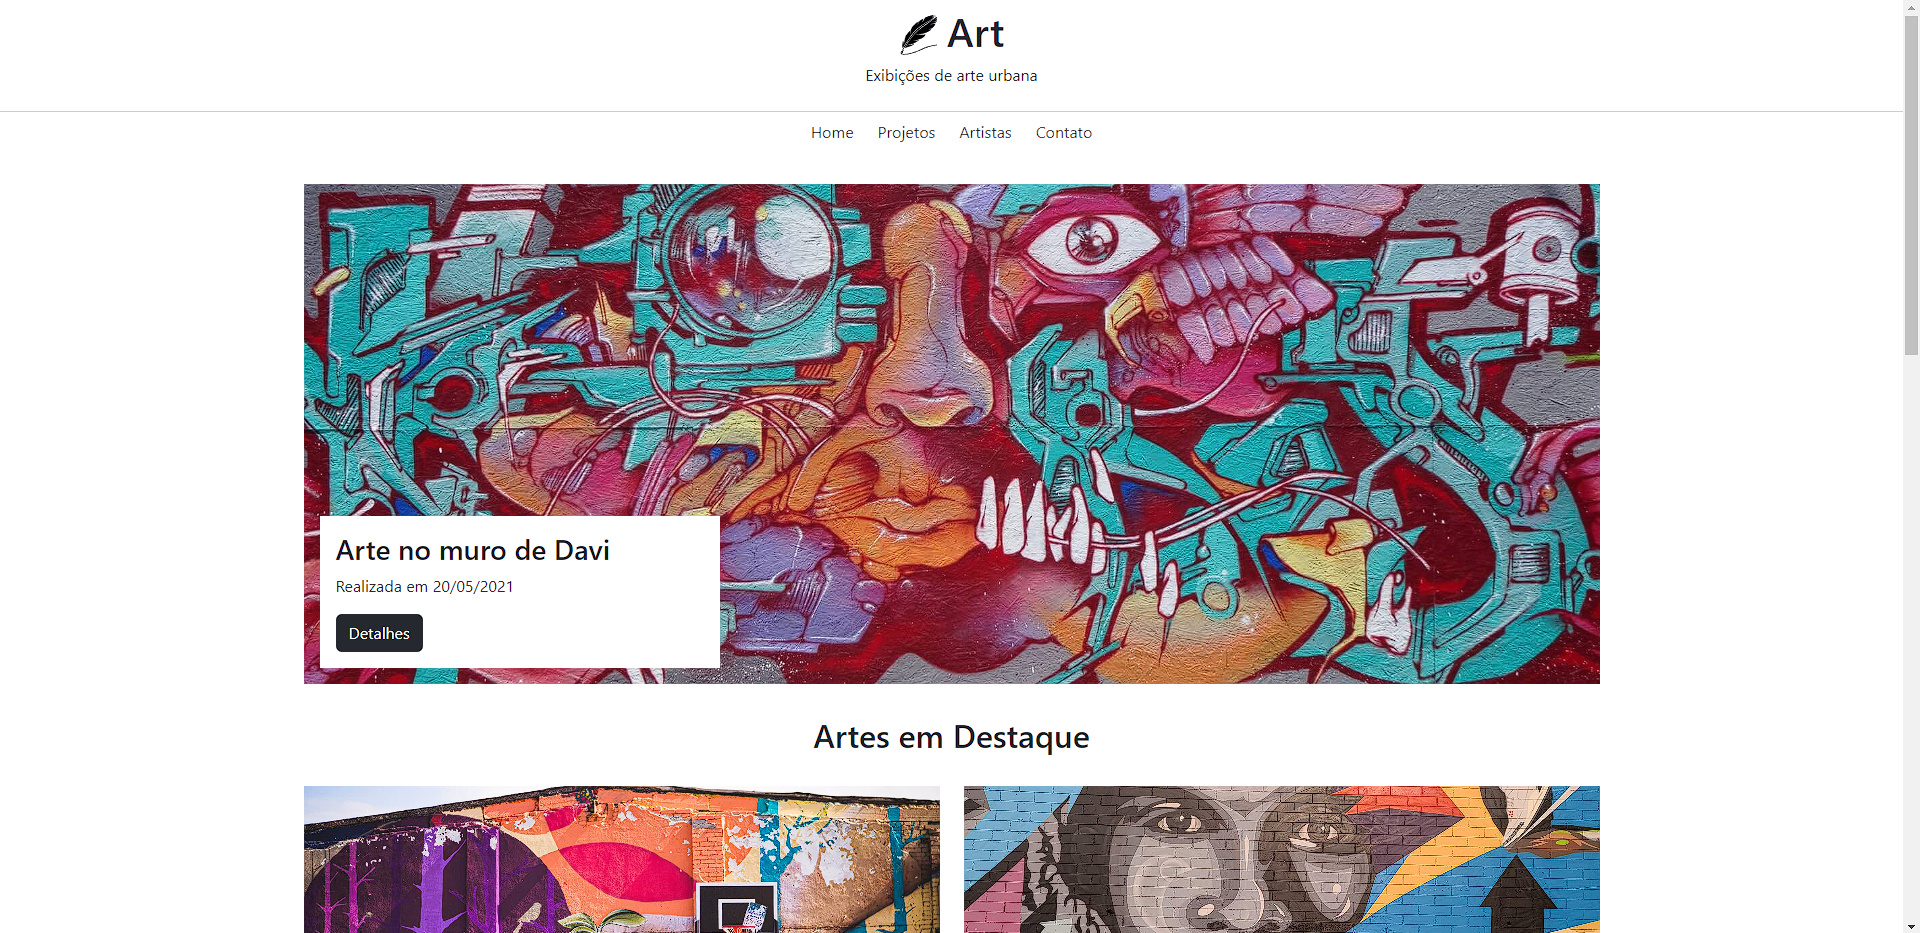 Art
Exibições de arte urbana
Home Projetos Artistas Contato
Arte no muro de Davi
Realizada em 20/05/2021
Detalhes
Artes em Destaque